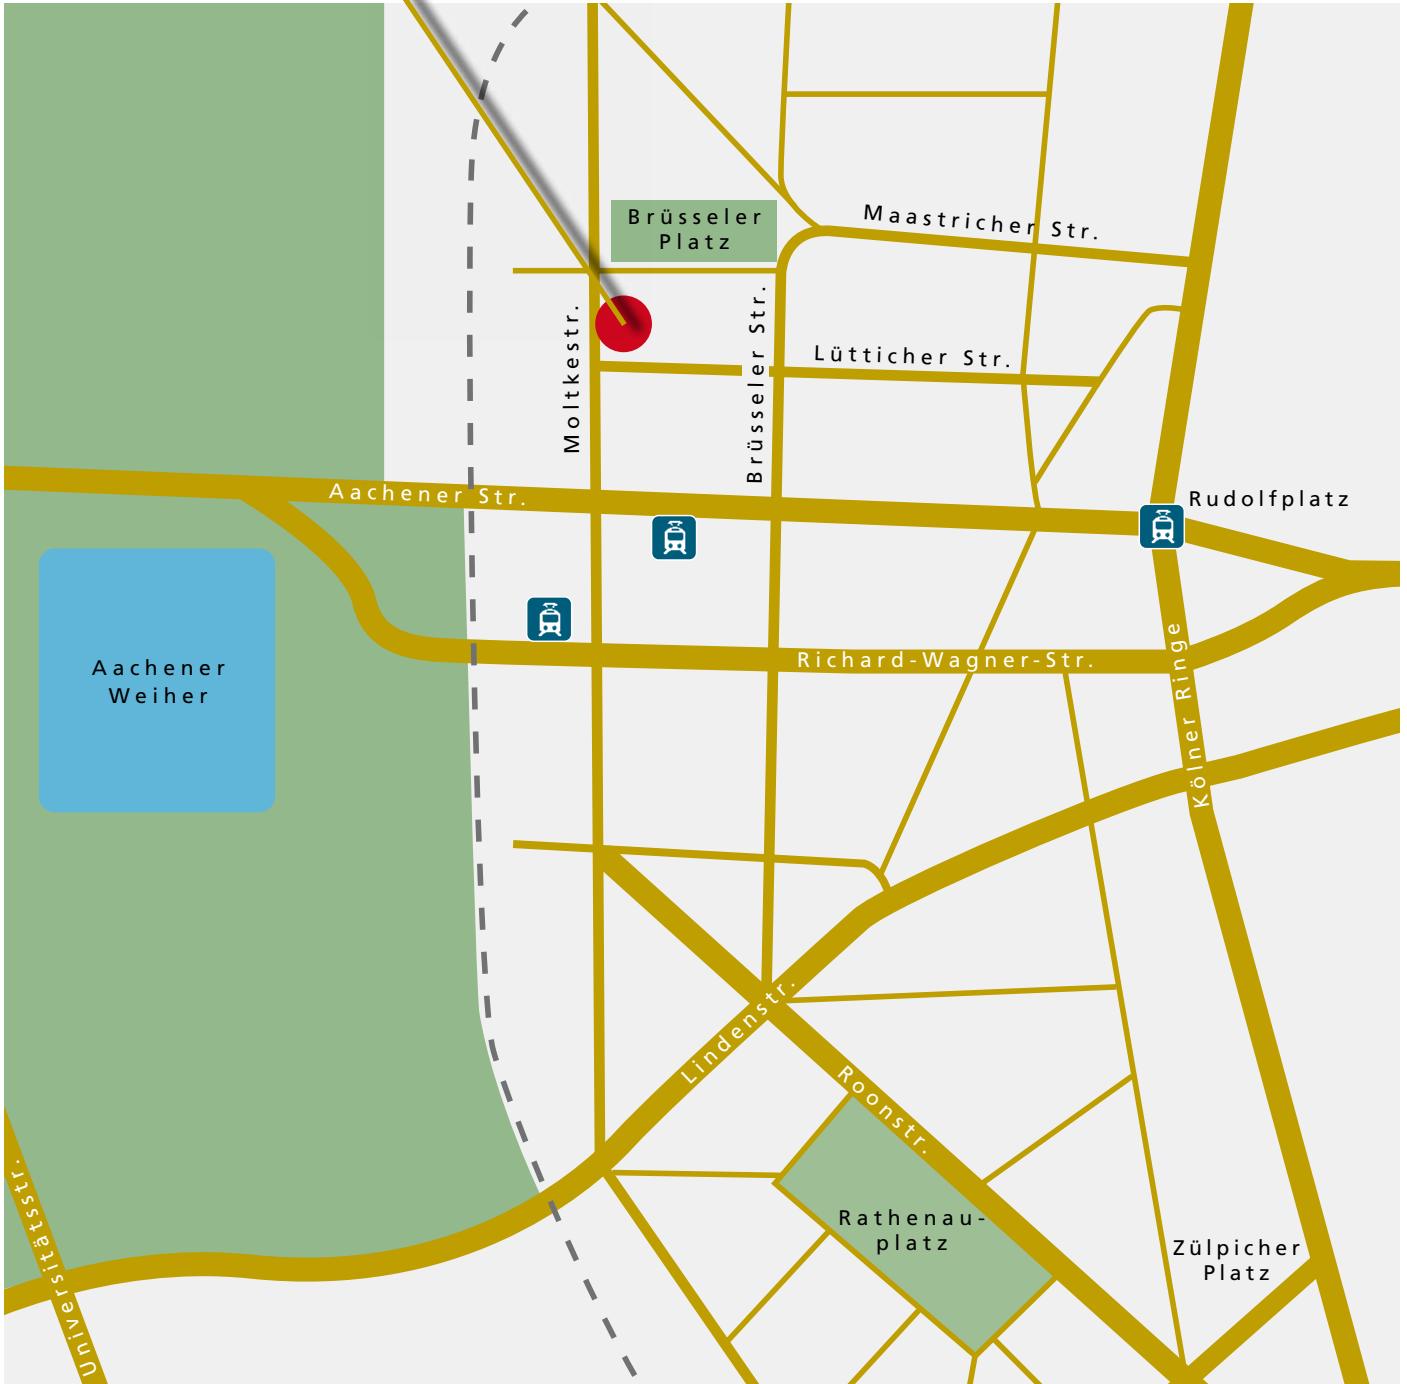 Maastricher Str.
Brüsseler
Platz
Moltkestr.
Brüsseler Str.
Lütticher Str.
Aachener Str.
Rudolfplatz
Aachener
Weiher
Richard-Wagner-Str.
Kölner Ringe
Lindenstr.
Roonstr.
Universitätsstr.
Rathenau-
platz
Zülpicher
Platz